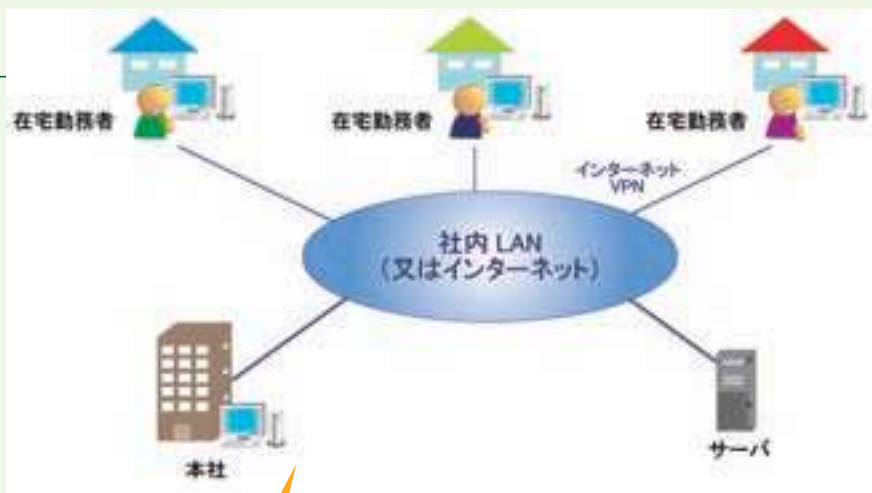 在宅勤務者
在宅勤務者
在宅勤務者
インターネット
VPN
社内 LAN
(又はインターネット)
本社
サーバ